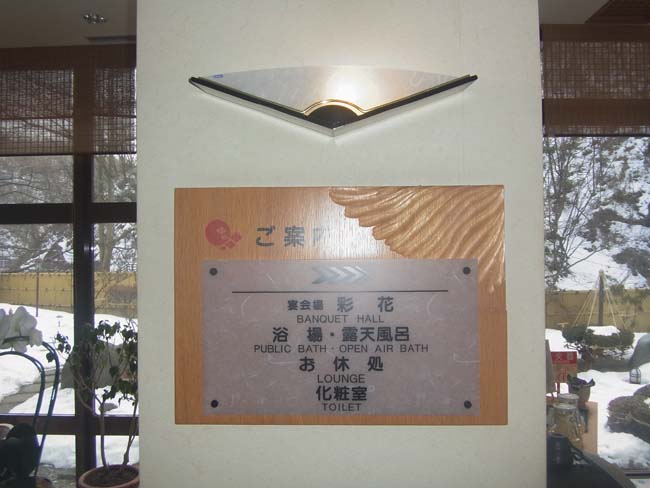 ご案内
宴会場 彩 花
BANQUET HALL
浴 場・露天風呂
PUBLIC BATH・OPEN AIR BATH
お 休 処
LOUNGE
化粧室
TOILET